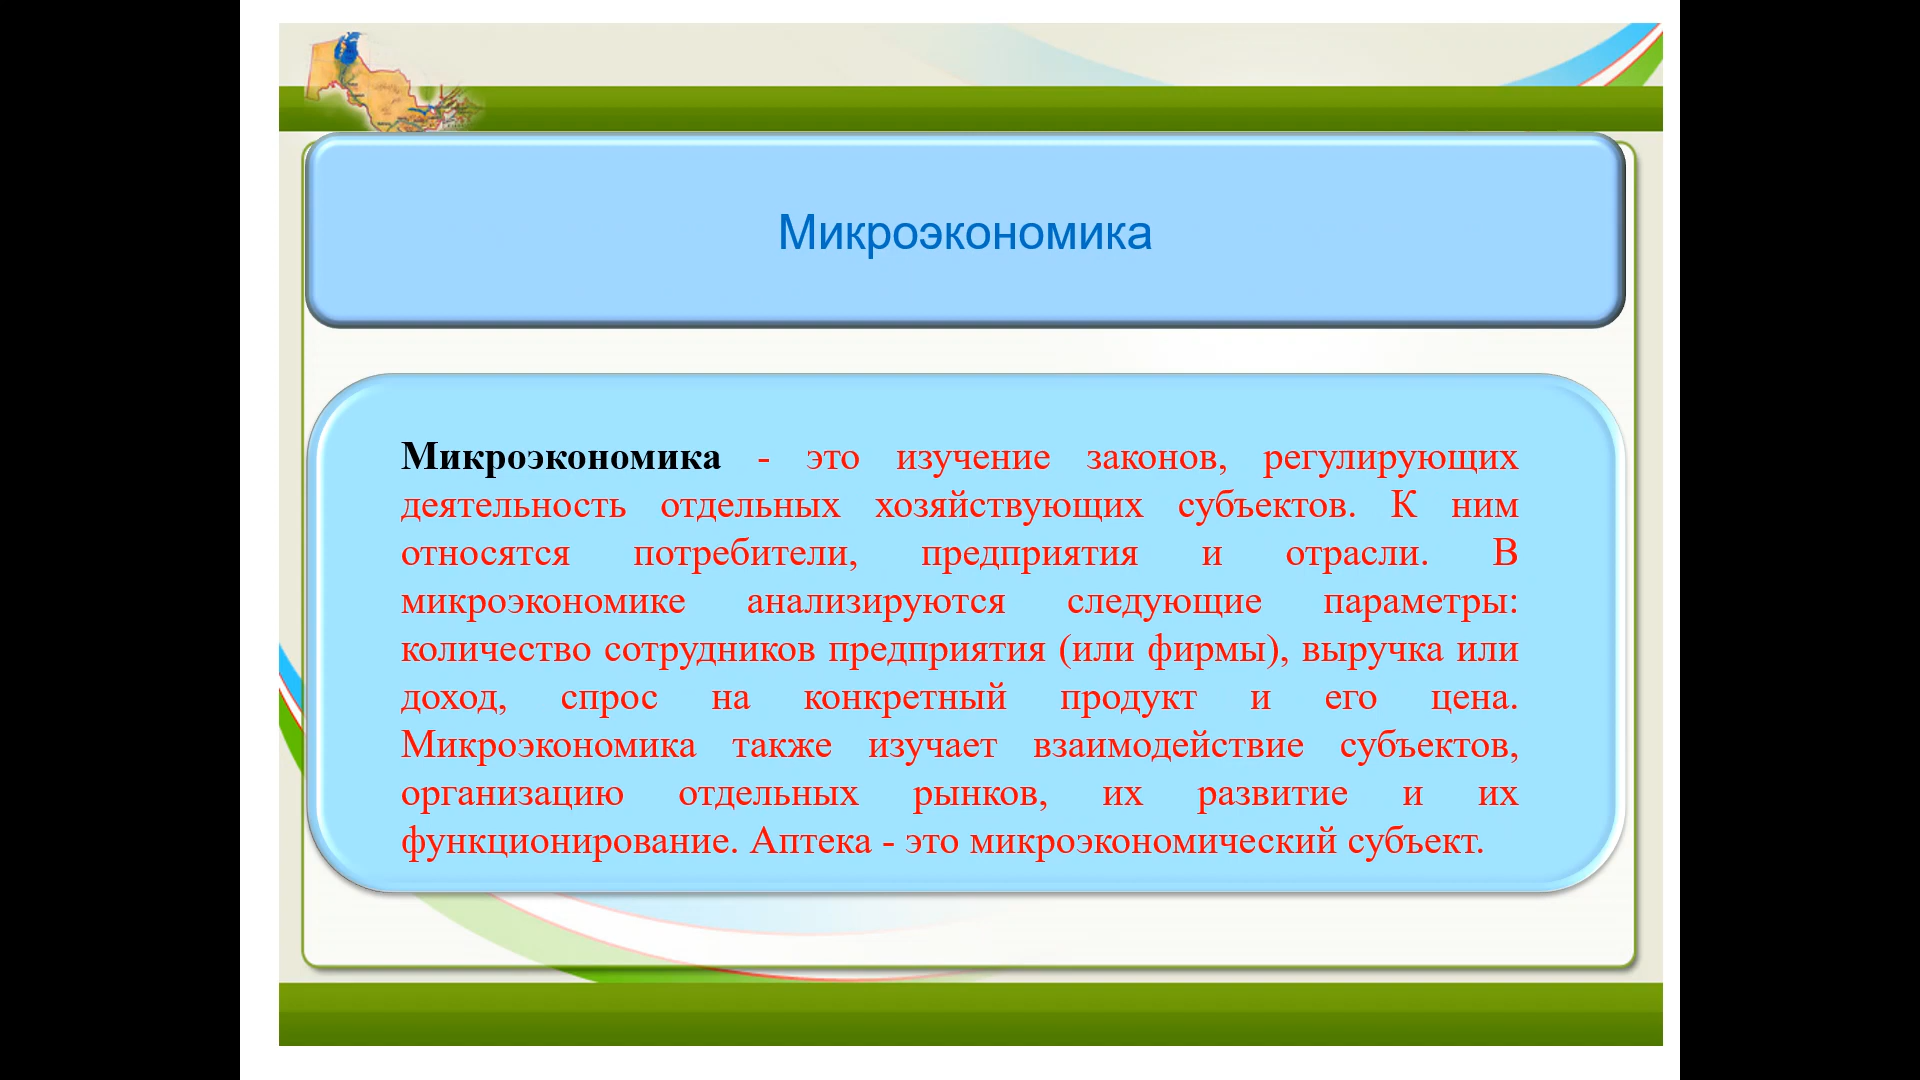 Микроэкономика
Микроэкономика - это изучение законов, регулирующих
деятельность отдельных хозяйствующих субъектов. К ним
относятся потребители, предприятия и отрасли. В
микроэкономике анализируются следующие параметры:
количество сотрудников предприятия (или фирмы), выручка или
доход, спрос на конкретный продукт и его цена.
Микроэкономика также изучает взаимодействие субъектов,
организацию отдельных рынков, их развитие и их
функционирование. Аптека - это микроэкономический субъект.